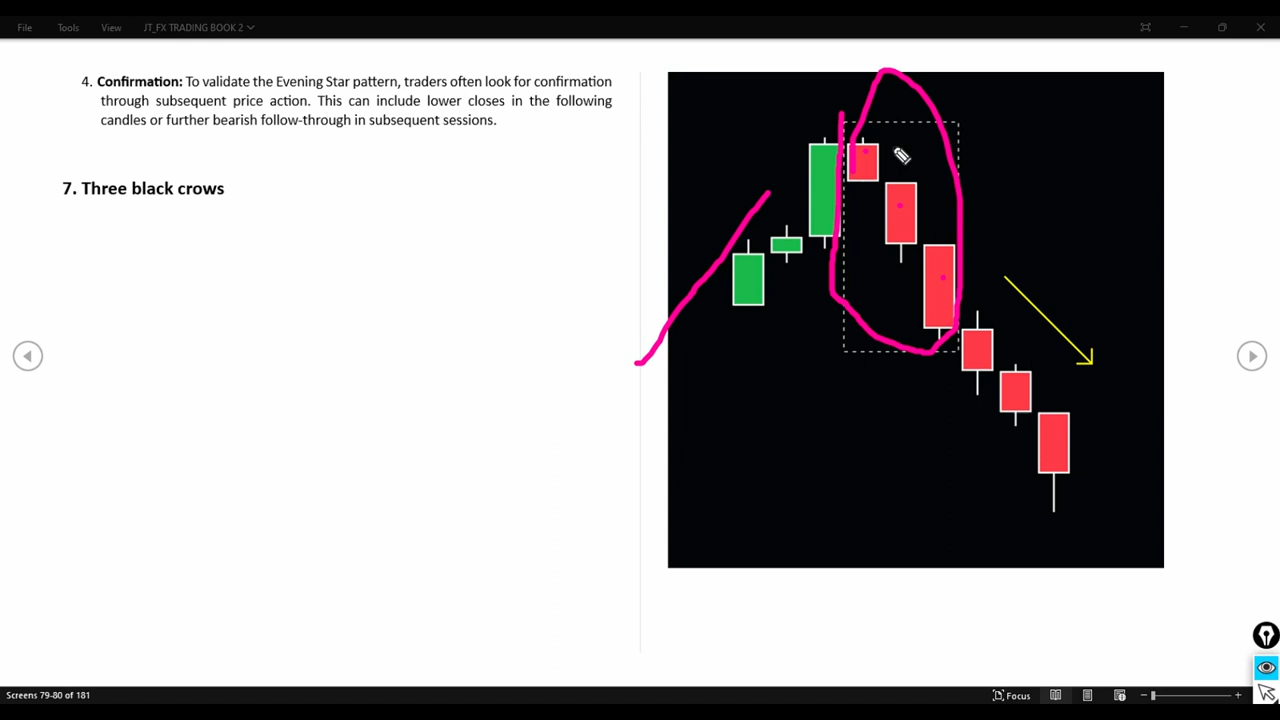 File Tools View JT_FX TRADING BOOK 2
4. Confirmation: To validate the Evening Star pattern, traders often look for confirmation
through subsequent price action. This can include lower closes in the following
candles or further bearish follow-through in subsequent sessions.
7. Three black crows
Screens 79-80 of 181
Focus